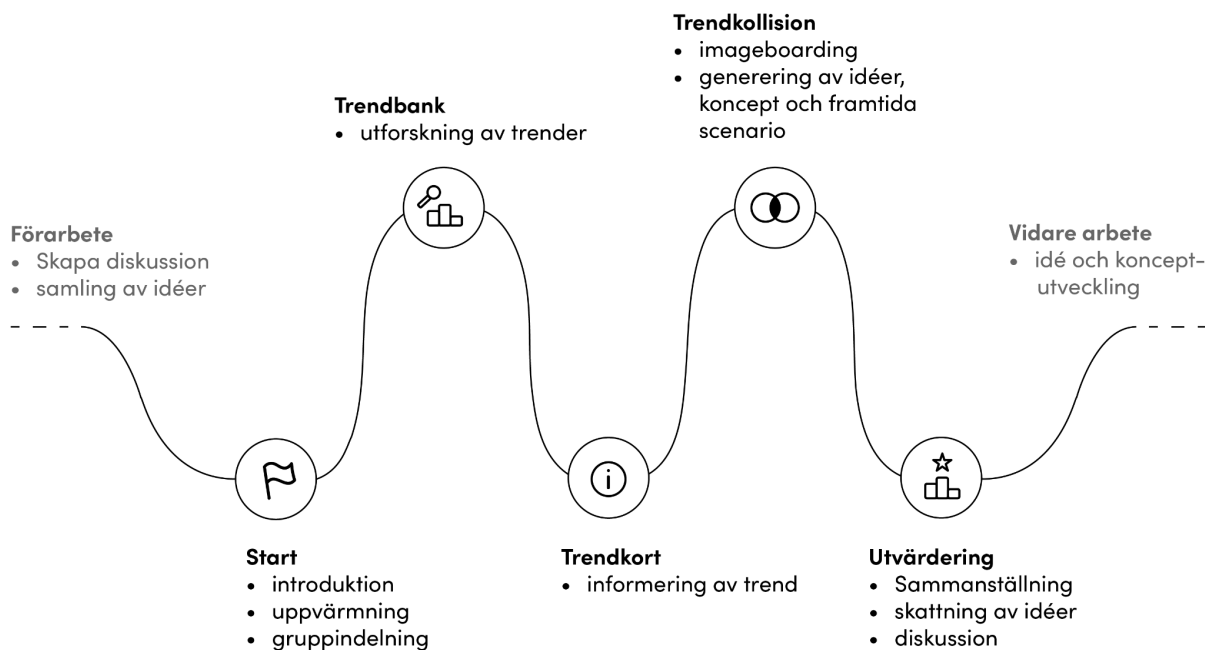 Förarbete
• Skapa diskussion
• samling av idéer
Start
• introduktion
• uppvärmning
• gruppindelning
Trendbank
• utforskning av trender
Trendkort
• informering av trend
Trendkollision
• imageboarding
• generering av idéer,
koncept och framtida
scenario
Utvärdering
• Sammanställning
• skattning av idéer
• diskussion
Vidare arbete
• idé och koncept-
utveckling